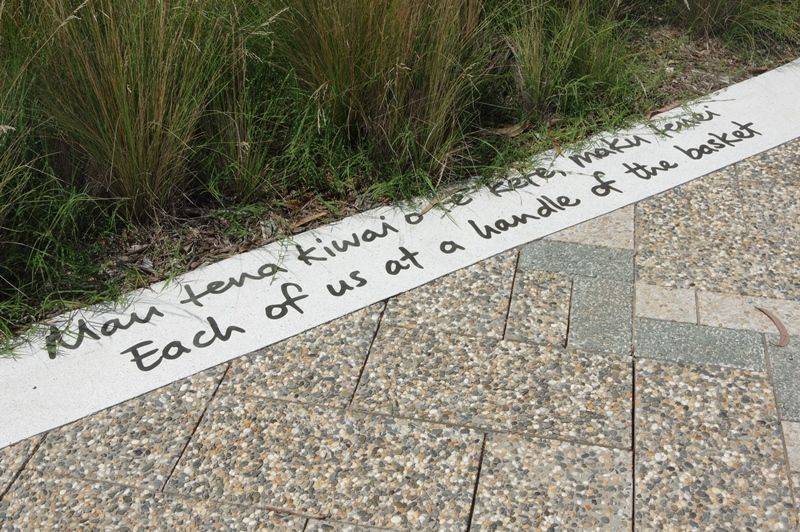 Mau tena kiwai o te kete, maku tenei
Each of us at a handle of the basket